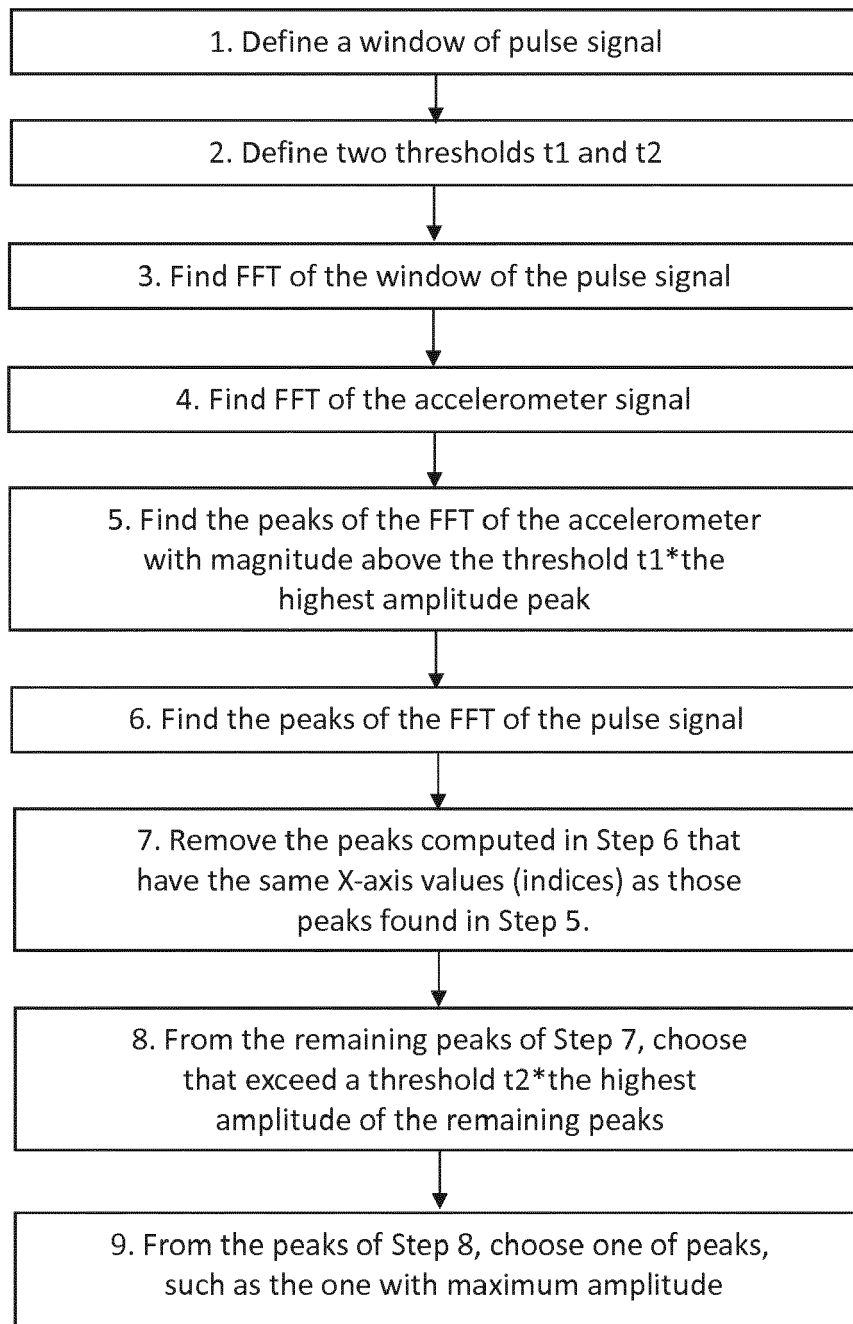 1. Define a window of pulse signal
2. Define two thresholds t1 and t2
3. Find FFT of the window of the pulse signal
4. Find FFT of the accelerometer signal
5. Find the peaks of the FFT of the accelerometer
with magnitude above the threshold t1*the
highest amplitude peak
6. Find the peaks of the FFT of the pulse signal
7. Remove the peaks computed in Step 6 that
have the same X-axis values (indices) as those
peaks found in Step 5.
8. From the remaining peaks of Step 7, choose
that exceed a threshold t2*the highest
amplitude of the remaining peaks
9. From the peaks of Step 8, choose one of peaks,
such as the one with maximum amplitude